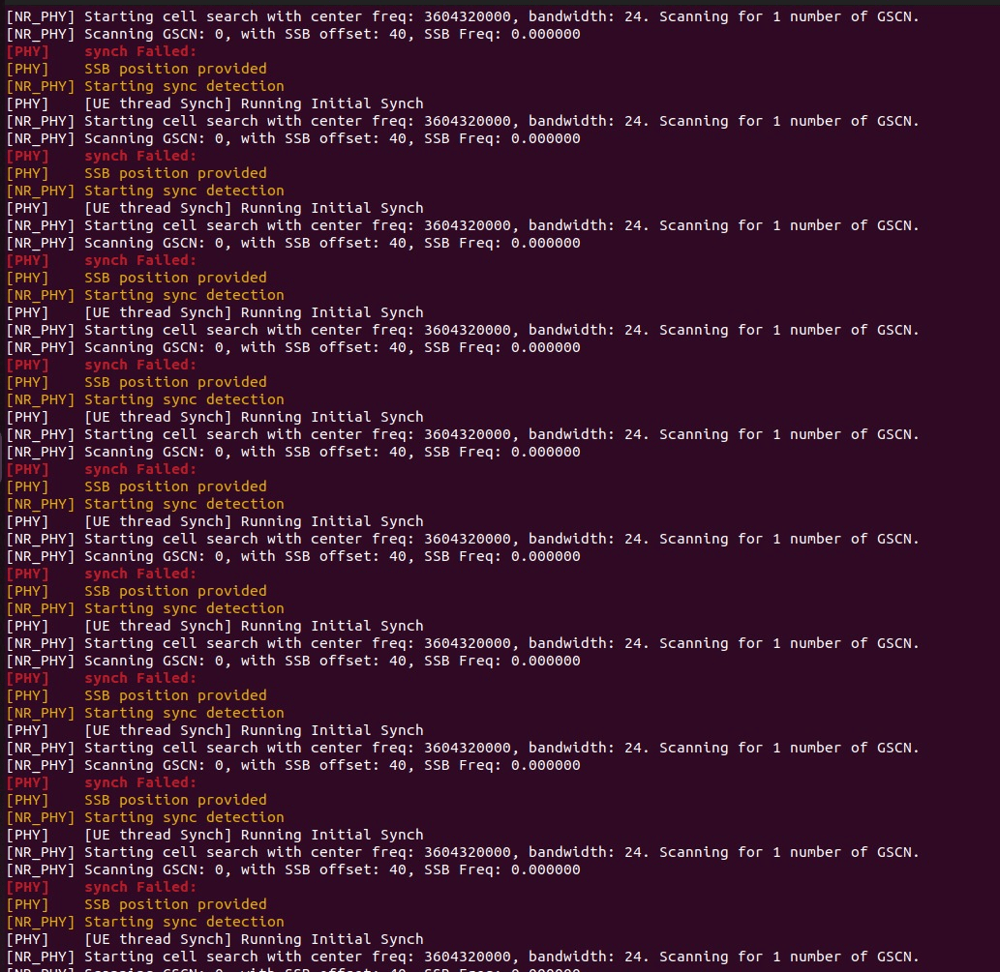 [NR_PHY] Starting cell search with center freq: 3604320000, bandwidth: 24. Scanning for 1 number of GSCN.
[NR_PHY] Scanning GSCN: 0, with SSB offset: 40, SSB Freq: 0.000000
[PHY]    synch Failed:
[PHY]    SSB position provided
[NR_PHY] Starting sync detection
[PHY]    [UE thread Synch] Running Initial Synch
[NR_PHY] Starting cell search with center freq: 3604320000, bandwidth: 24. Scanning for 1 number of GSCN.
[NR_PHY] Scanning GSCN: 0, with SSB offset: 40, SSB Freq: 0.000000
[PHY]    synch Failed:
[PHY]    SSB position provided
[NR_PHY] Starting sync detection
[PHY]    [UE thread Synch] Running Initial Synch
[NR_PHY] Starting cell search with center freq: 3604320000, bandwidth: 24. Scanning for 1 number of GSCN.
[NR_PHY] Scanning GSCN: 0, with SSB offset: 40, SSB Freq: 0.000000
[PHY]    synch Failed:
[PHY]    SSB position provided
[NR_PHY] Starting sync detection
[PHY]    [UE thread Synch] Running Initial Synch
[NR_PHY] Starting cell search with center freq: 3604320000, bandwidth: 24. Scanning for 1 number of GSCN.
[NR_PHY] Scanning GSCN: 0, with SSB offset: 40, SSB Freq: 0.000000
[PHY]    synch Failed:
[PHY]    SSB position provided
[NR_PHY] Starting sync detection
[PHY]    [UE thread Synch] Running Initial Synch
[NR_PHY] Starting cell search with center freq: 3604320000, bandwidth: 24. Scanning for 1 number of GSCN.
[NR_PHY] Scanning GSCN: 0, with SSB offset: 40, SSB Freq: 0.000000
[PHY]    synch Failed:
[PHY]    SSB position provided
[NR_PHY] Starting sync detection
[PHY]    [UE thread Synch] Running Initial Synch
[NR_PHY] Starting cell search with center freq: 3604320000, bandwidth: 24. Scanning for 1 number of GSCN.
[NR_PHY] Scanning GSCN: 0, with SSB offset: 40, SSB Freq: 0.000000
[PHY]    synch Failed:
[PHY]    SSB position provided
[NR_PHY] Starting sync detection
[PHY]    [UE thread Synch] Running Initial Synch
[NR_PHY] Starting cell search with center freq: 3604320000, bandwidth: 24. Scanning for 1 number of GSCN.
[NR_PHY] Scanning GSCN: 0, with SSB offset: 40, SSB Freq: 0.000000
[PHY]    synch Failed:
[PHY]    SSB position provided
[NR_PHY] Starting sync detection
[PHY]    [UE thread Synch] Running Initial Synch
[NR_PHY] Starting cell search with center freq: 3604320000, bandwidth: 24. Scanning for 1 number of GSCN.
[NR_PHY] Scanning GSCN: 0, with SSB offset: 40, SSB Freq: 0.000000
[PHY]    synch Failed:
[PHY]    SSB position provided
[NR_PHY] Starting sync detection
[PHY]    [UE thread Synch] Running Initial Synch
[NR_PHY] Starting cell search with center freq: 3604320000, bandwidth: 24. Scanning for 1 number of GSCN.
[NR_PHY] Scanning GSCN: 0, with SSB offset: 40, SSB Freq: 0.000000
[PHY]    synch Failed:
[PHY]    SSB position provided
[NR_PHY] Starting sync detection
[PHY]    [UE thread Synch] Running Initial Synch
[NR_PHY] Starting cell search with center freq: 3604320000, bandwidth: 24. Scanning for 1 number of GSCN.
[NR_PHY] Scanning GSCN: 0, with SSB offset: 40, SSB Freq: 0.000000